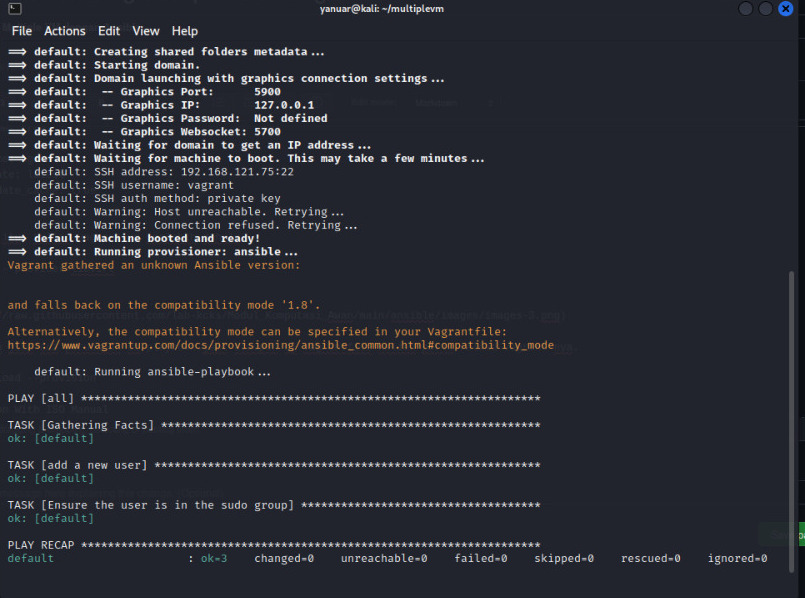 yanuar@kali: ~/multiplevm
File Actions Edit View Help
==> default: Creating shared folders metadata...
==> default: Starting domain.
==> default: Domain launching with graphics connection settings...
==> default:  -- Graphics Port:      5900
==> default:  -- Graphics IP:        127.0.0.1
==> default:  -- Graphics Password:  Not defined
==> default:  -- Graphics Websocket: 5700
==> default: Waiting for domain to get an IP address...
==> default: Waiting for machine to boot. This may take a few minutes...
    default: SSH address: 192.168.121.75:22
    default: SSH username: vagrant
    default: SSH auth method: private key
    default: Warning: Host unreachable. Retrying...
    default: Warning: Connection refused. Retrying...
==> default: Machine booted and ready!
==> default: Running provisioner: ansible...
Vagrant gathered an unknown Ansible version:
and falls back on the compatibility mode '1.8'.
Alternatively, the compatibility mode can be specified in your Vagrantfile:
https://www.vagrantup.com/docs/provisioning/ansible_common.html#compatibility_mode
    default: Running ansible-playbook...
PLAY [all] *********************************************************************
TASK [Gathering Facts] *********************************************************
ok: [default]
TASK [add a new user] **********************************************************
ok: [default]
TASK [Ensure the user is in the sudo group] ************************************
ok: [default]
PLAY RECAP *********************************************************************
default                    : ok=3    changed=0    unreachable=0    failed=0    skipped=0    rescued=0    ignored=0